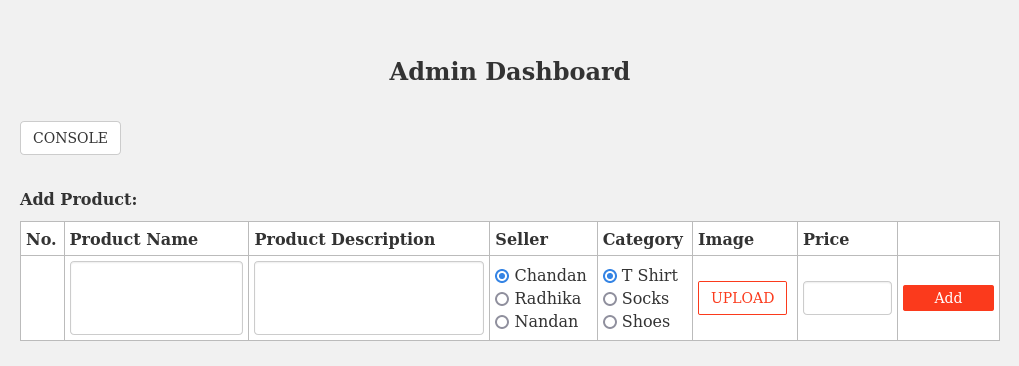 Admin Dashboard
CONSOLE
Add Product:
No. Product Name Product Description Seller Category Image Price
Chandan T Shirt
Radhika Socks UPLOAD Add
Nandan Shoes